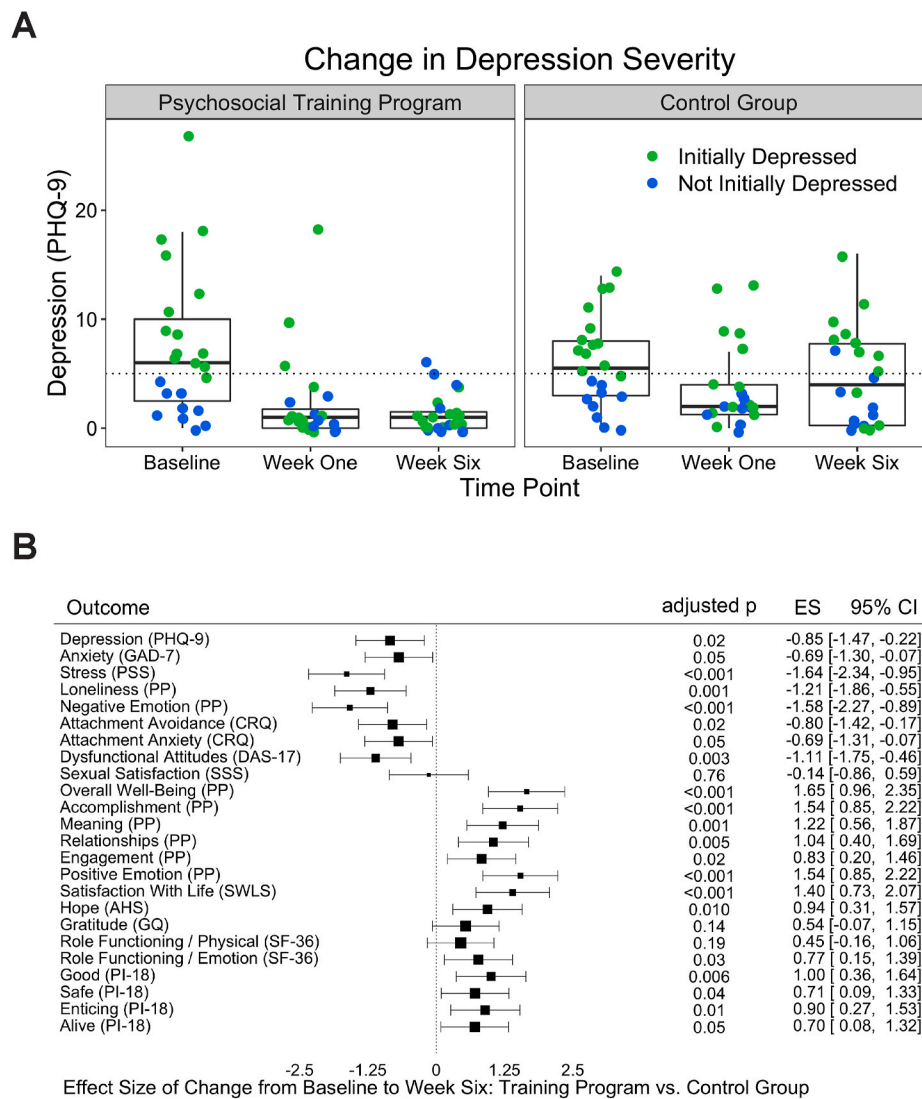 A
Change in Depression Severity
Psychosocial Training Program
Control Group
Initially Depressed
Not Initially Depressed
Depression (PHQ-9)
20
10
0
Baseline
Week One
Week Six
Baseline
Week One
Week Six
Time Point
B
Outcome adjusted p ES 95% CI
Depression (PHQ-9) 0.02 -0.85 [-1.47, -0.22]
Anxiety (GAD-7) 0.05 -0.69 [-1.30, -0.07]
Stress (PSS) <0.001 -1.64 [-2.34, -0.95]
Loneliness (PP) 0.001 -1.21 [-1.86, -0.55]
Negative Emotion (PP) <0.001 -1.58 [-2.27, -0.89]
Attachment Avoidance (CRQ) 0.02 -0.80 [-1.42, -0.17]
Attachment Anxiety (CRQ) 0.05 -0.69 [-1.31, -0.07]
Dysfunctional Attitudes (DAS-17) 0.003 -1.11 [-1.75, -0.46]
Sexual Satisfaction (SSS) 0.76 -0.14 [-0.86, 0.59]
Overall Well-Being (PP) <0.001 1.65 [ 0.96, 2.35]
Accomplishment (PP) <0.001 1.54 [ 0.85, 2.22]
Meaning (PP) 0.001 1.22 [ 0.56, 1.87]
Relationships (PP) 0.005 1.04 [ 0.40, 1.69]
Engagement (PP) 0.02 0.83 [ 0.20, 1.46]
Positive Emotion (PP) <0.001 1.54 [ 0.85, 2.22]
Satisfaction With Life (SWLS) <0.001 1.40 [ 0.73, 2.07]
Hope (AHS) 0.010 0.94 [ 0.31, 1.57]
Gratitude (GQ) 0.14 0.54 [-0.07, 1.15]
Role Functioning / Physical (SF-36) 0.19 0.45 [-0.16, 1.06]
Role Functioning / Emotion (SF-36) 0.03 0.77 [ 0.15, 1.39]
Good (PI-18) 0.006 1.00 [ 0.36, 1.64]
Safe (PI-18) 0.04 0.71 [ 0.09, 1.33]
Enticing (PI-18) 0.01 0.90 [ 0.27, 1.53]
Alive (PI-18) 0.05 0.70 [ 0.08, 1.32]
-2.5 -1.25 0 1.25 2.5
Effect Size of Change from Baseline to Week Six: Training Program vs. Control Group